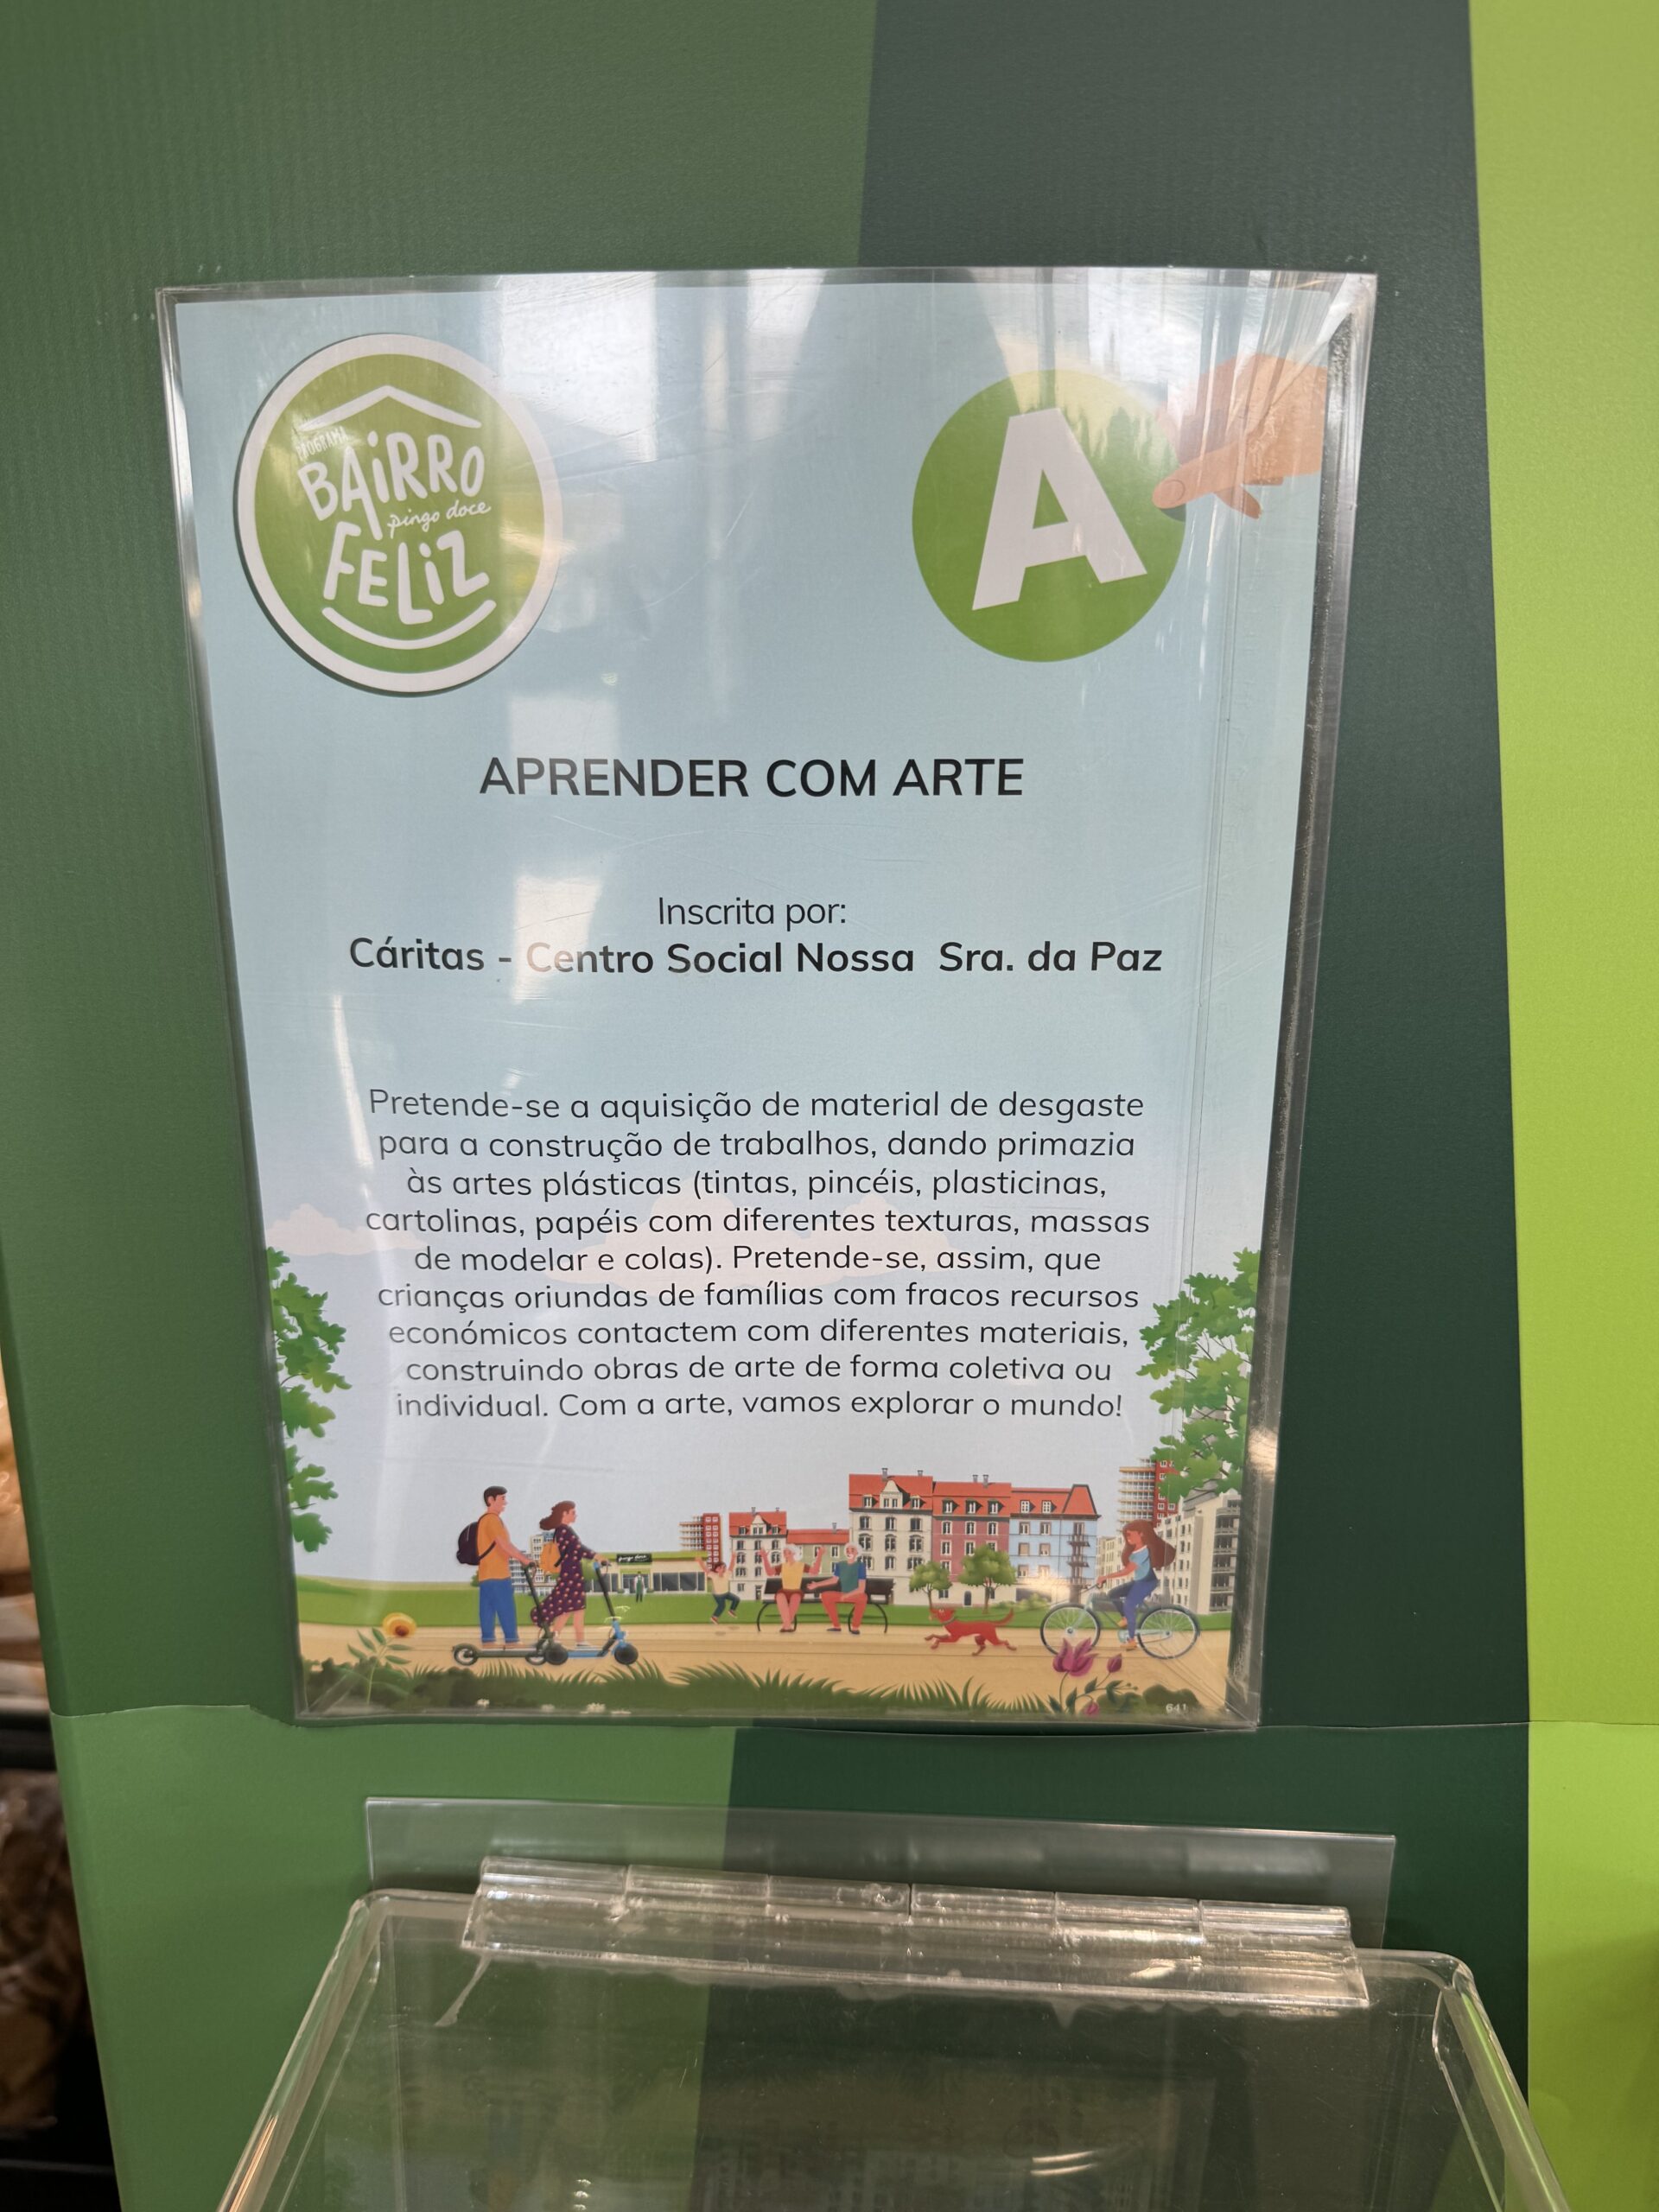 PROGRAMA
BAiRRO
pingo doce
FELiZ
A
APRENDER COM ARTE
Inscrita por:
Cáritas - Centro Social Nossa Sra. da Paz
Pretende-se a aquisição de material de desgaste
para a construção de trabalhos, dando primazia
às artes plásticas (tintas, pincéis, plasticinas,
cartolinas, papéis com diferentes texturas, massas
de modelar e colas). Pretende-se, assim, que
crianças oriundas de famílias com fracos recursos
económicos contactem com diferentes materiais,
construindo obras de arte de forma coletiva ou
individual. Com a arte, vamos explorar o mundo!
pingo doce
641